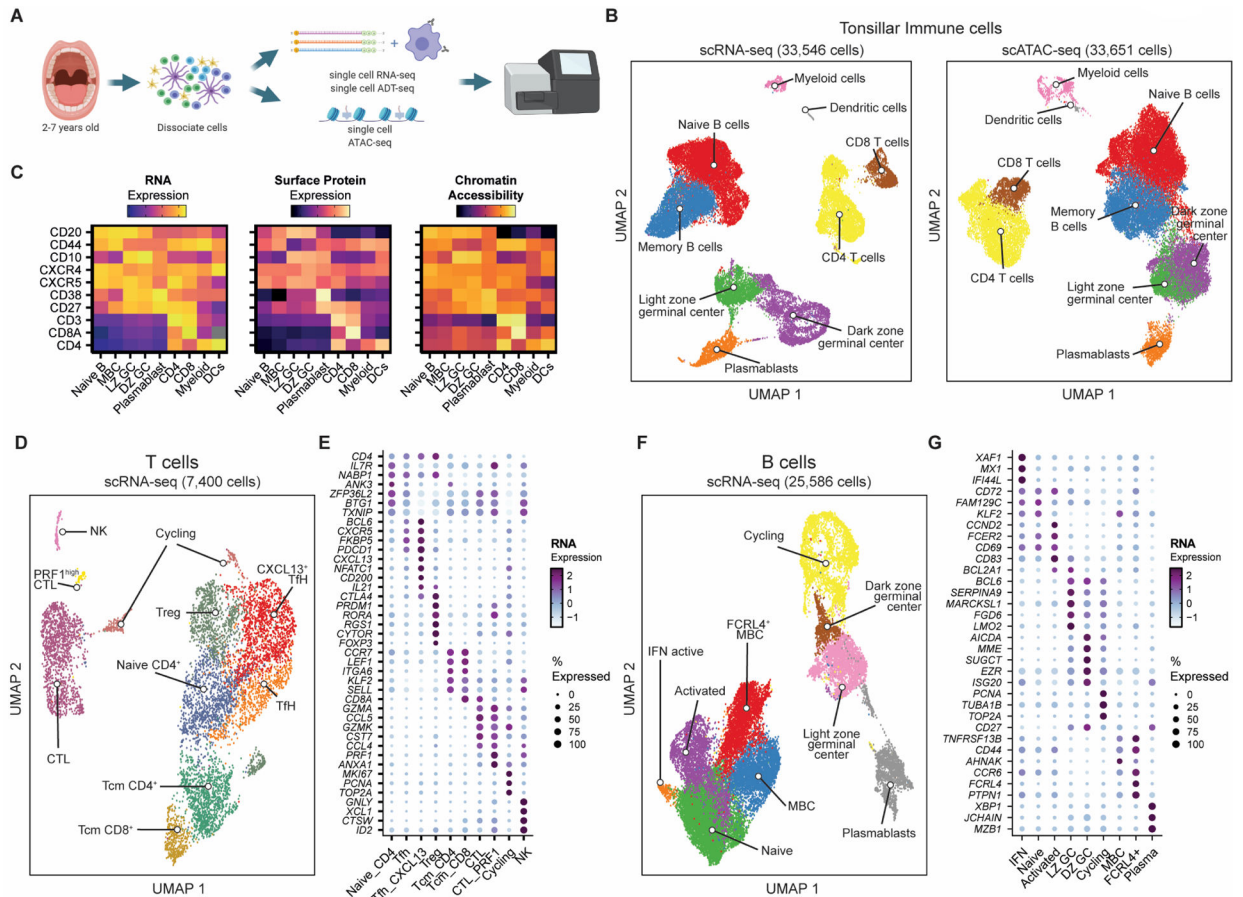 A
2-7 years old
Dissociate cells
+
single cell RNA-seq
single cell ADT-seq
single cell
ATAC-seq
B
Tonsillar Immune cells
scRNA-seq (33,546 cells)
Myeloid cells
Dendritic cells
Naive B cells
CD8 T cells
Memory B cells
CD4 T cells
Light zone
germinal center
Dark zone
germinal center
Plasmablasts
UMAP 2
UMAP 1
scATAC-seq (33,651 cells)
Myeloid cells
Naive B cells
Dendritic cells
CD8 T cells
Memory
B cells
Dark zone
germinal
center
CD4 T cells
Light zone
germinal center
Plasmablasts
UMAP 1
C
RNA
Expression
Surface Protein
Expression
Chromatin
Accessibility
CD20
CD44
CD10
CXCR4
CXCR5
CD38
CD27
CD3
CD8A
CD4
Naive B
MBC
LZ GC
DZ GC
Plasmablast
CD4
CD8
Myeloid
DCs
Naive B
MBC
LZ GC
DZ GC
Plasmablast
CD4
CD8
Myeloid
DCs
Naive B
MBC
LZ GC
DZ GC
Plasmablast
CD4
CD8
Myeloid
DCs
D
T cells
scRNA-seq (7,400 cells)
NK
Cycling
PRF1high
CTL
CXCL13+
TfH
Treg
Naive CD4+
TfH
CTL
Tcm CD4+
Tcm CD8+
UMAP 2
UMAP 1
E
CD4
IL7R
NABP1
ANK3
ZFP36L2
BTG1
TXNIP
BCL6
CXCR5
FKBP5
PDCD1
CXCL13
NFATC1
CD200
IL21
CTLA4
PRDM1
RORA
RGS1
CYTOR
FOXP3
CCR7
LEF1
ITGA6
KLF2
SELL
CD8A
GZMA
CCL5
GZMK
CST7
CCL4
PRF1
ANXA1
MKI67
PCNA
TOP2A
GNLY
XCL1
CTSW
ID2
Naive_CD4
Tfh
Tfh_CXCL13
Treg
Tcm_CD4
Tcm_CD8
CTL
CTL_PRF1
Cycling
NK
RNA
Expression
2
1
0
−1
%
Expressed
0
25
50
75
100
F
B cells
scRNA-seq (25,586 cells)
Cycling
Dark zone
germinal
center
FCRL4+
MBC
IFN active
Activated
Light zone
germinal
center
MBC
Plasmablasts
Naive
UMAP 2
UMAP 1
G
XAF1
MX1
IFI44L
CD72
FAM129C
KLF2
CCND2
FCER2
CD69
CD83
BCL2A1
BCL6
SERPINA9
MARCKSL1
FGD6
LMO2
AICDA
MME
SUGCT
EZR
ISG20
PCNA
TUBA1B
TOP2A
CD27
TNFRSF13B
CD44
AHNAK
CCR6
FCRL4
PTPN1
XBP1
JCHAIN
MZB1
IFN
Naive
Activated
LZ GC
DZ GC
Cycling
MBC
FCRL4+
Plasma
RNA
Expression
2
1
0
−1
%
Expressed
0
25
50
75
100